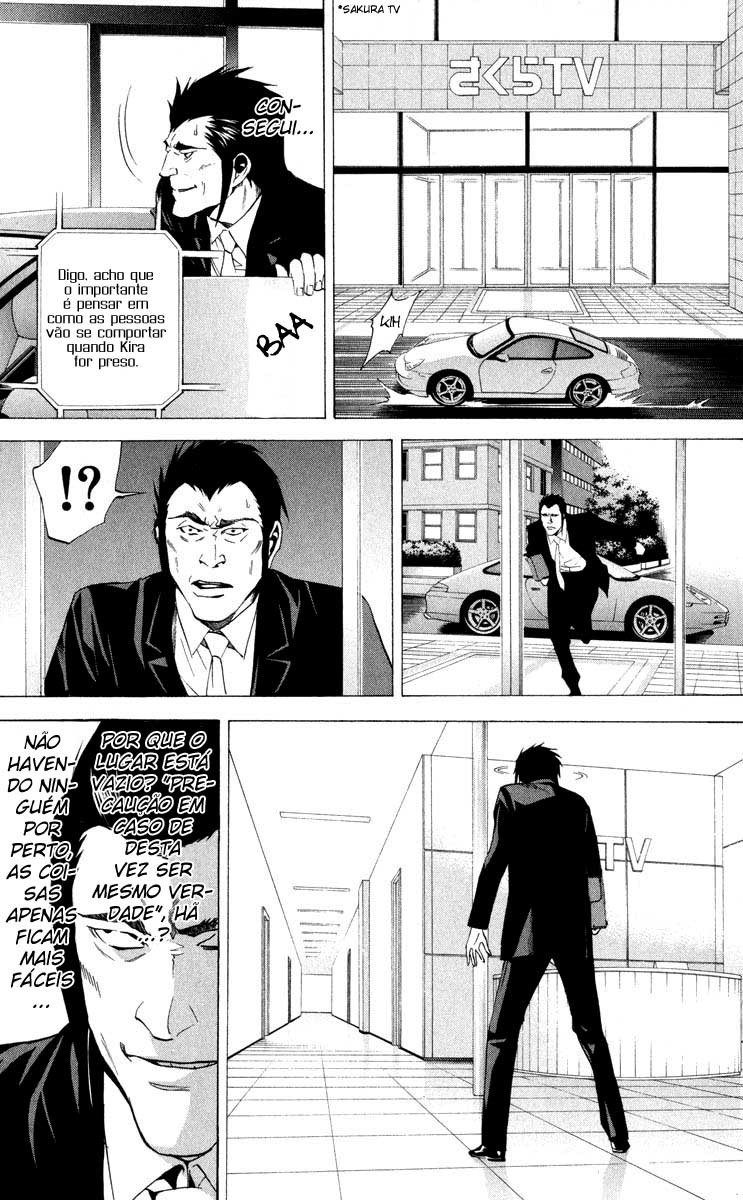 *SAKURA TV
さくらTV
KIH
CON-
SEGUI...
BAA
Digo, acho que
o importante
é pensar em
como as pessoas
vão se comportar
quando Kira
for preso.
!?
TV
POR QUE O
LUGAR ESTÁ
VAZIO? "PRE-
CAUÇÃO EM
CASO DE
DESTA
VEZ SER
MESMO VER-
DADE", HÃ
...?
NÃO
HAVEN-
DO NIN-
GUÉM
POR
PERTO,
AS COI-
SAS
APENAS
FICAM
MAIS
FÁCEIS
...